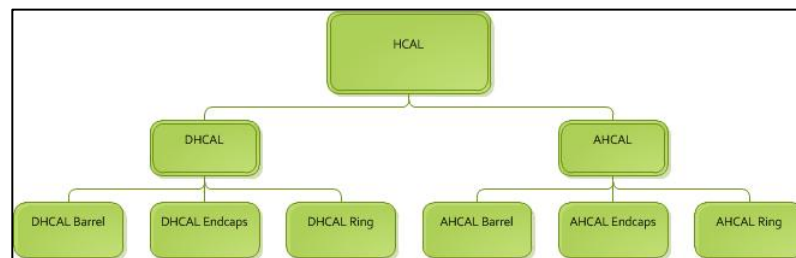 HCAL
DHCAL
AHCAL
DHCAL Barrel
DHCAL Endcaps
DHCAL Ring
AHCAL Barrel
AHCAL Endcaps
AHCAL Ring